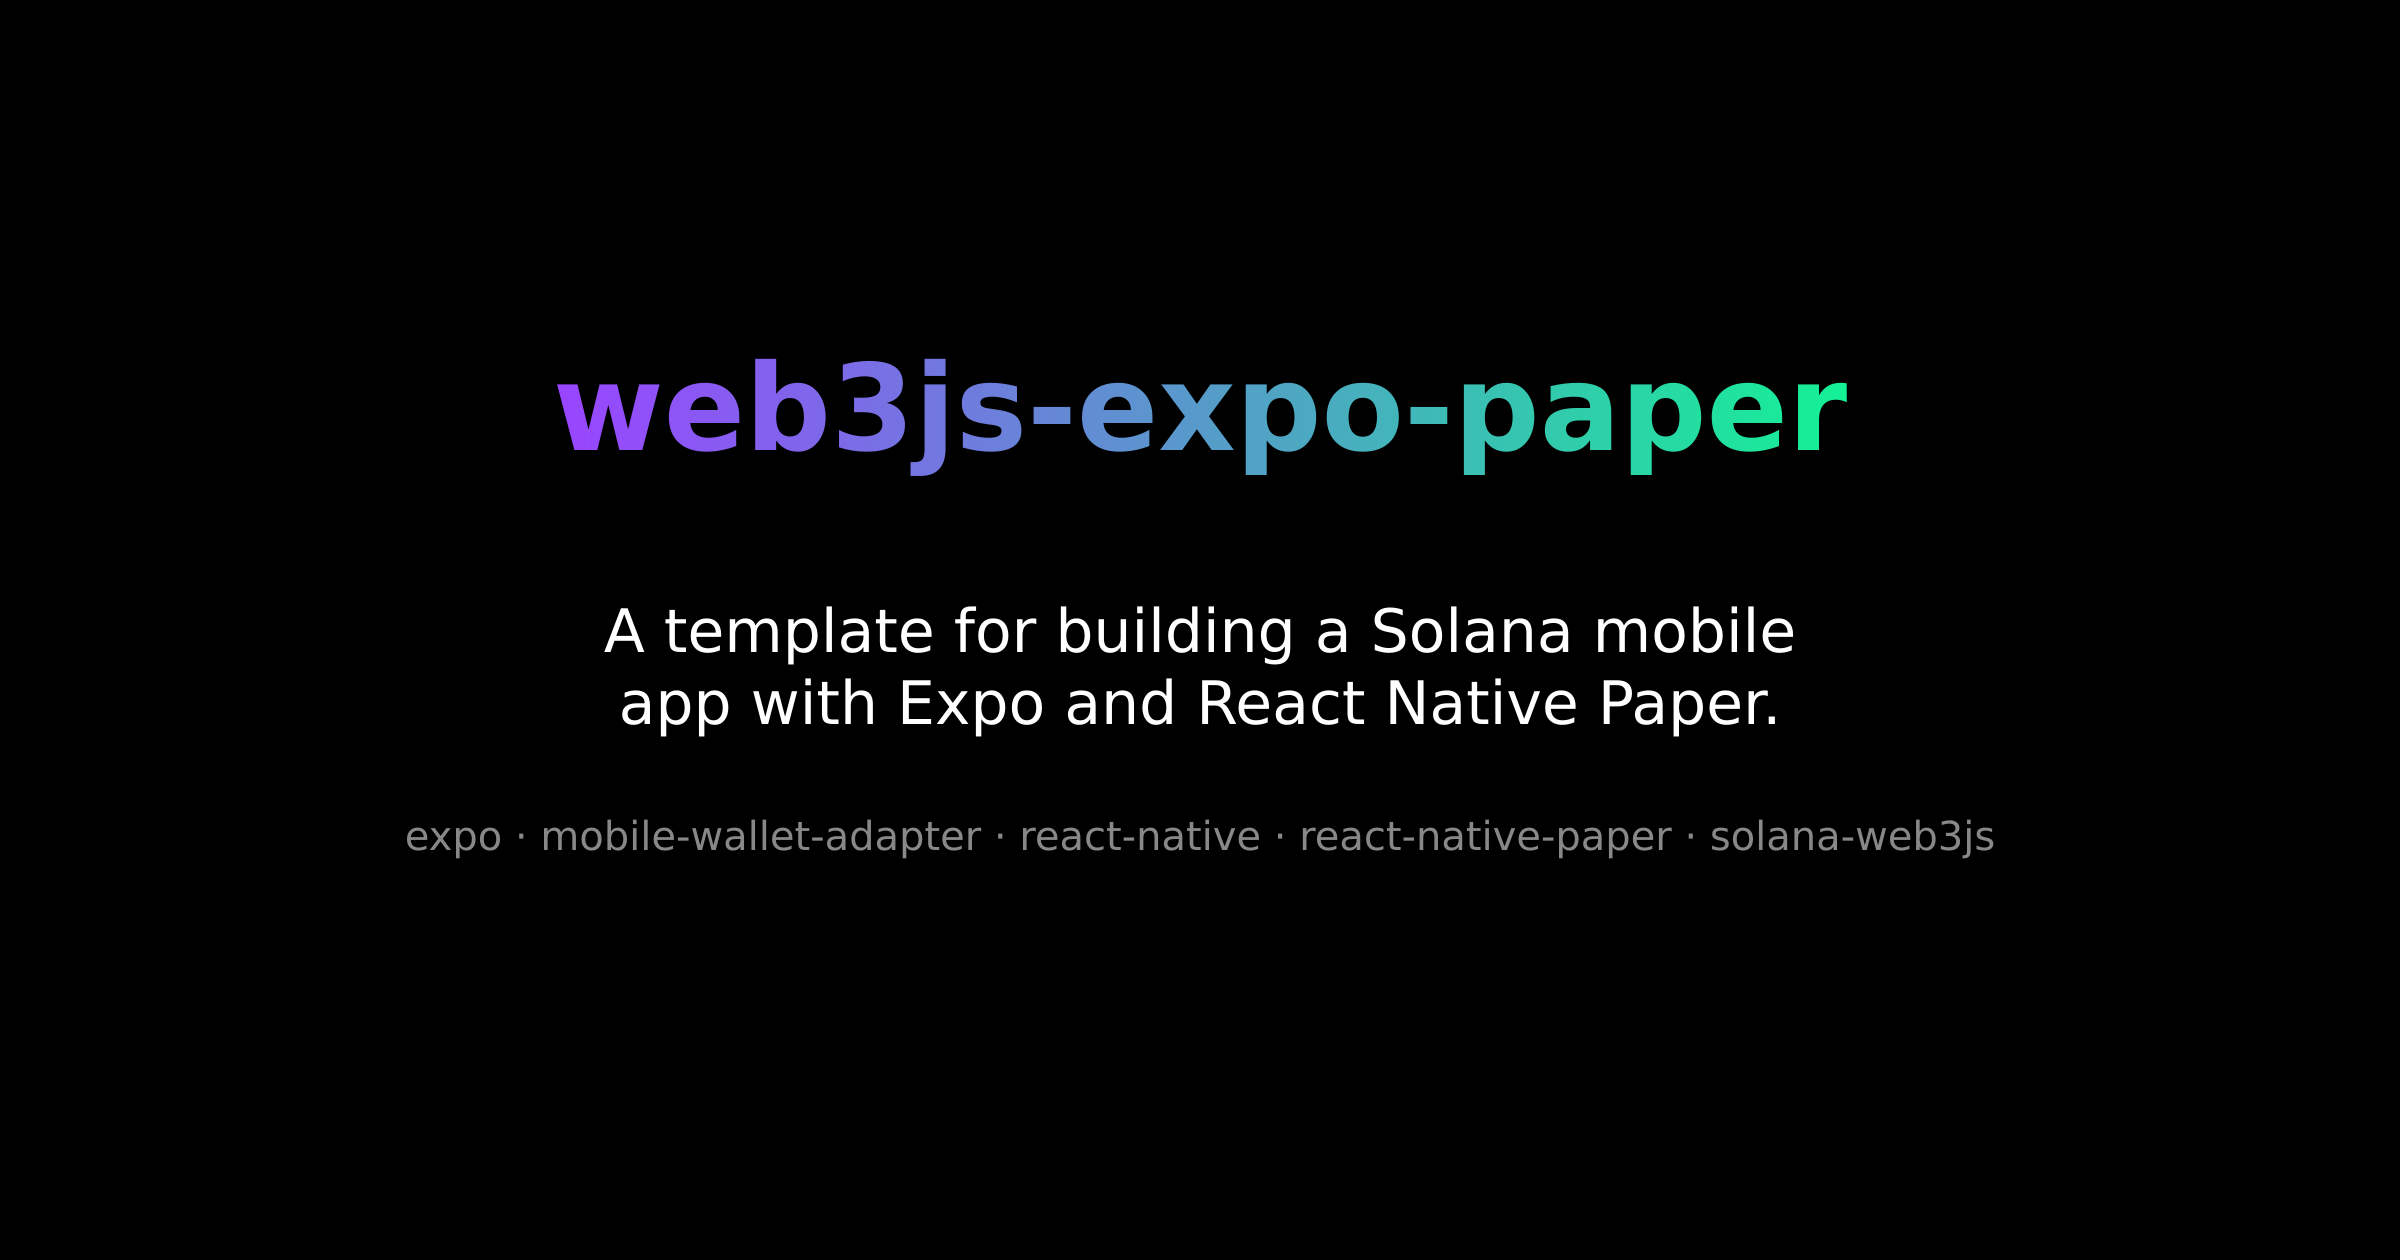 web3js-expo-paper
A template for building a Solana mobile
app with Expo and React Native Paper.
expo · mobile-wallet-adapter · react-native · react-native-paper · solana-web3js